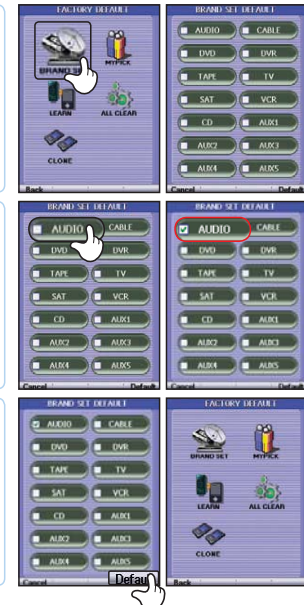 FACTORY DEFAULT
BRAND SET
MYPICK
LEARN
ALL CLEAR
CLONE
Back
BRAND SET DEFAULT
AUDIO
CABLE
DVD
DVR
TAPE
TV
SAT
VCR
CD
AUX1
AUX2
AUX3
AUX4
AUX5
Cancel
Default
BRAND SET DEFAULT
AUDIO
CABLE
DVD
DVR
TAPE
TV
SAT
VCR
CD
AUX1
AUX2
AUX3
AUX4
AUX5
Cancel
Default
BRAND SET DEFAULT
AUDIO
CABLE
DVD
DVR
TAPE
TV
SAT
VCR
CD
AUX1
AUX2
AUX3
AUX4
AUX5
Cancel
Default
BRAND SET DEFAULT
AUDIO
CABLE
DVD
DVR
TAPE
TV
SAT
VCR
CD
AUX1
AUX2
AUX3
AUX4
AUX5
Cancel
Defau
FACTORY DEFAULT
BRAND SET
MYPICK
LEARN
ALL CLEAR
CLONE
Back